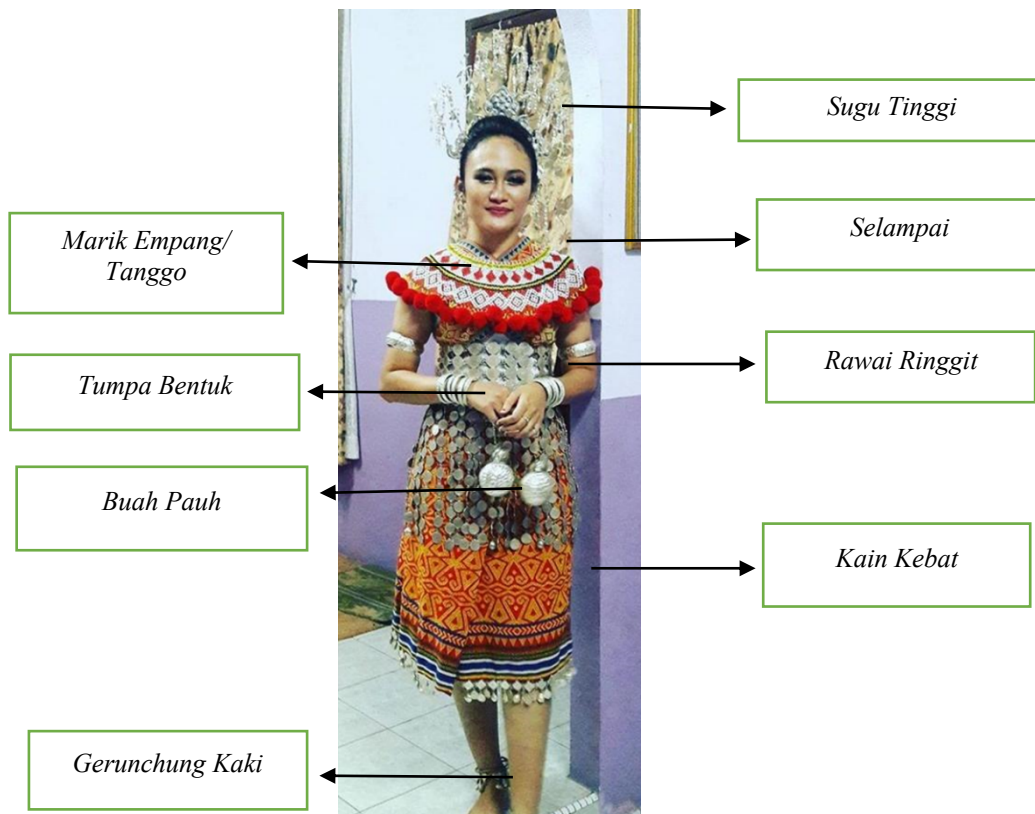 Sugu Tinggi
Selampai
Marik Empang/
Tanggo
Rawai Ringgit
Tumpa Bentuk
Buah Pauh
Kain Kebat
Gerunchung Kaki